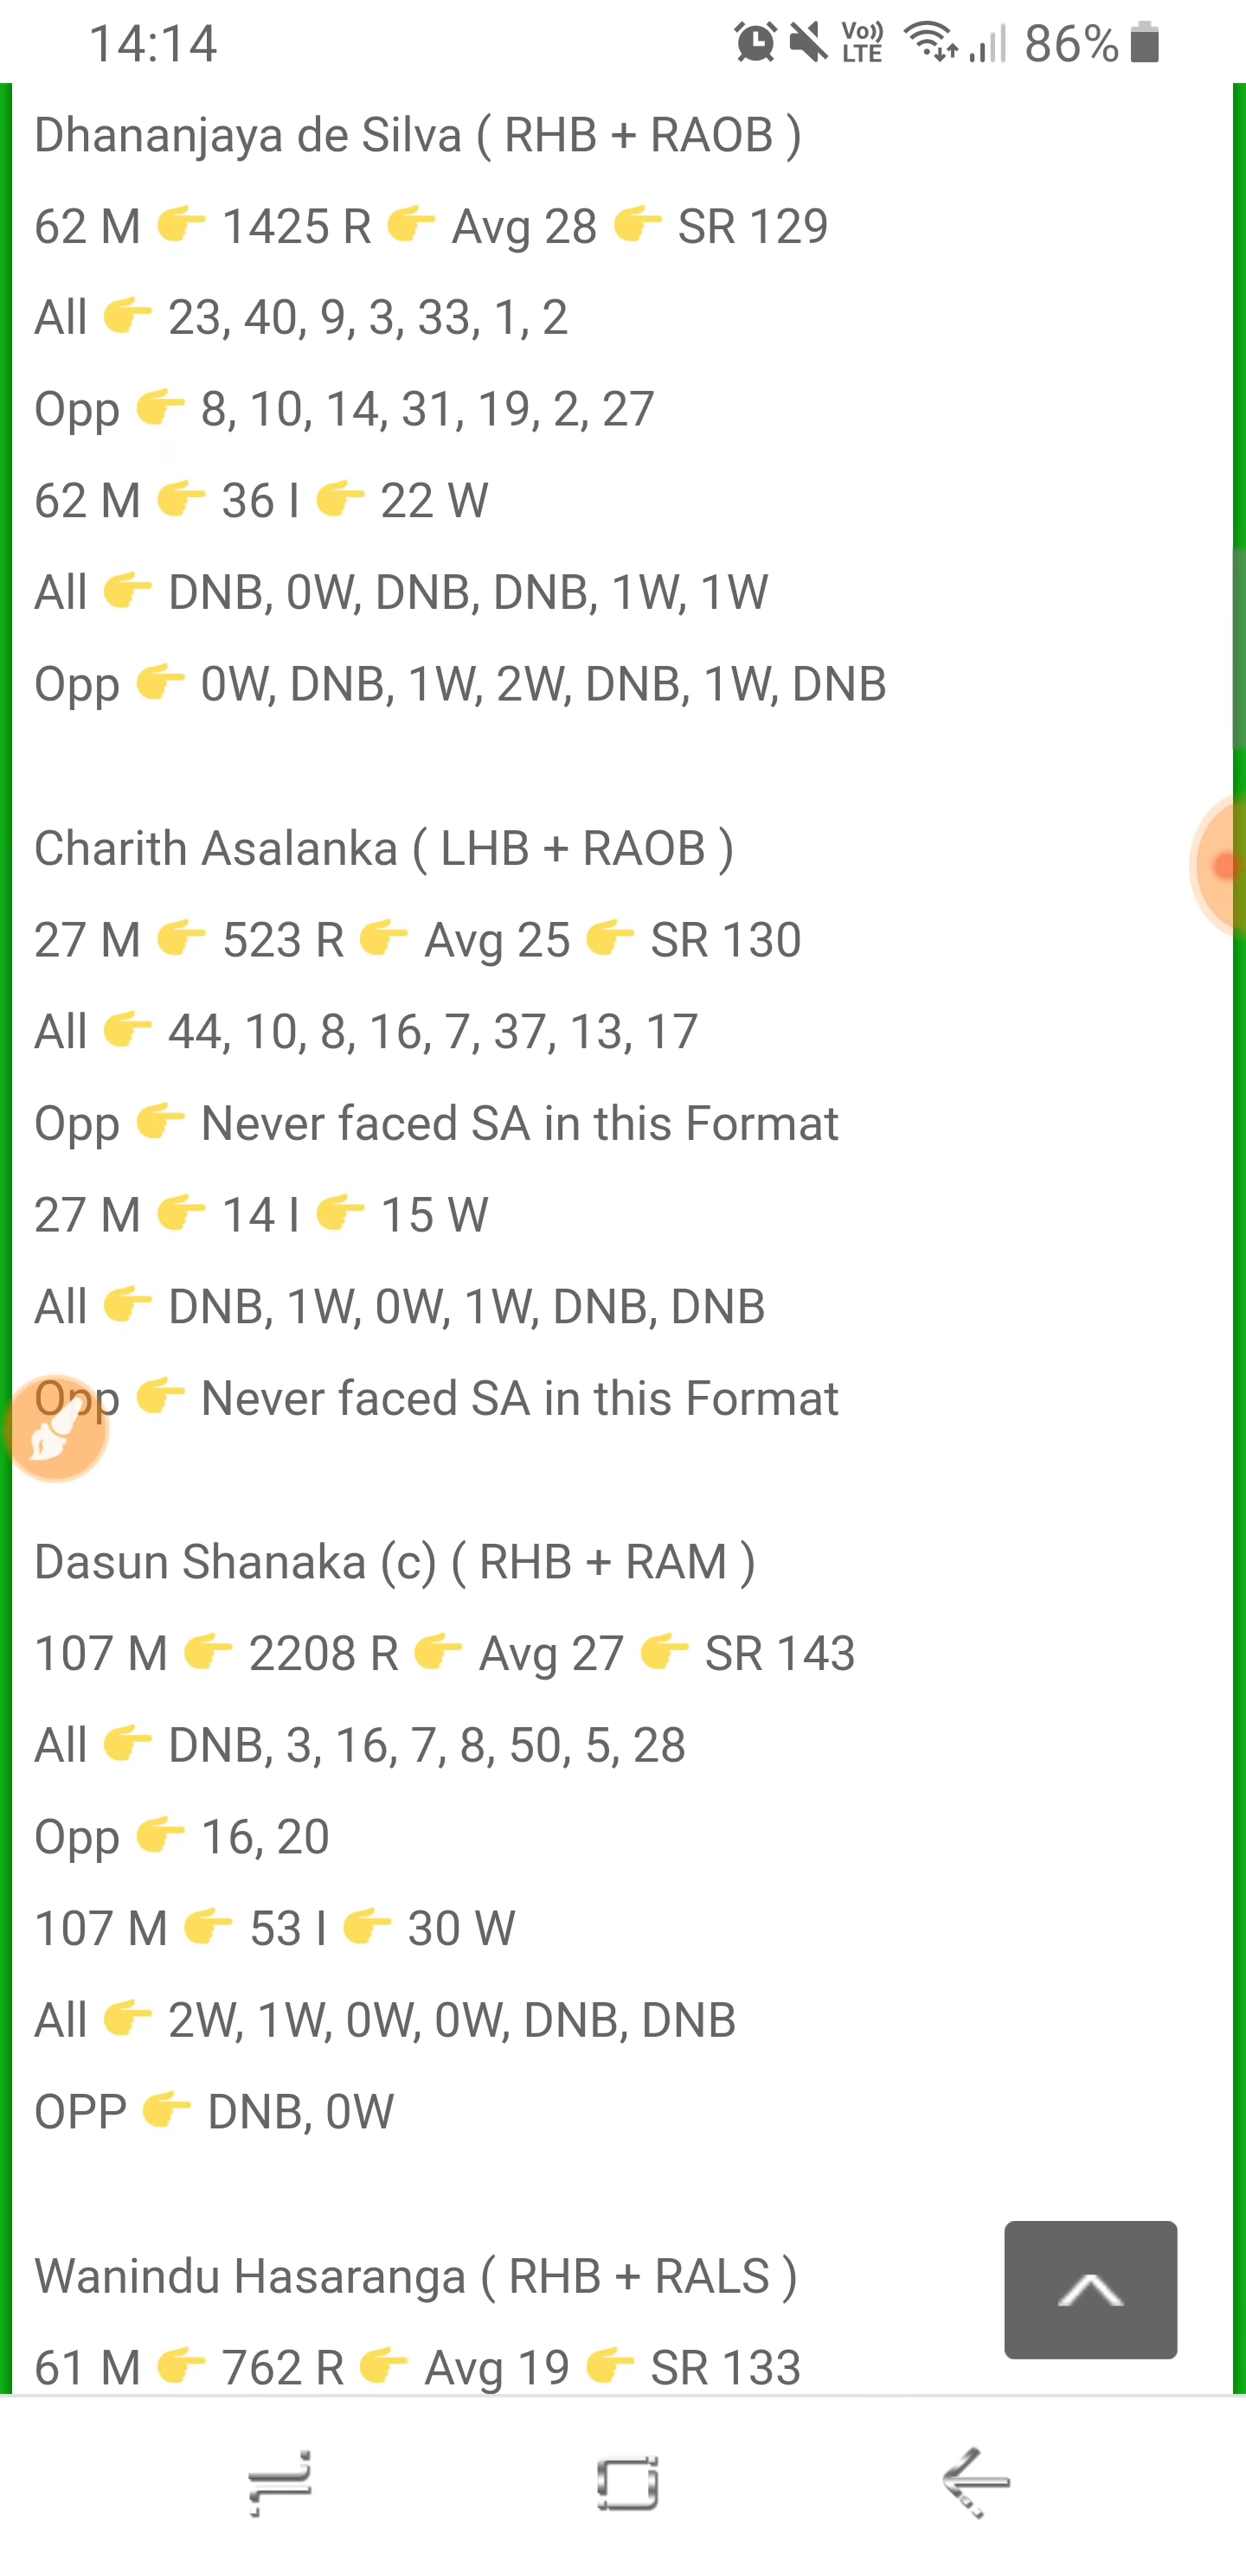 14:14 Vo)) LTE 86%
Dhananjaya de Silva ( RHB + RAOB )
62 M 👉 1425 R 👉 Avg 28 👉 SR 129
All 👉 23, 40, 9, 3, 33, 1, 2
Opp 👉 8, 10, 14, 31, 19, 2, 27
62 M 👉 36 I 👉 22 W
All 👉 DNB, 0W, DNB, DNB, 1W, 1W
Opp 👉 0W, DNB, 1W, 2W, DNB, 1W, DNB
Charith Asalanka ( LHB + RAOB )
27 M 👉 523 R 👉 Avg 25 👉 SR 130
All 👉 44, 10, 8, 16, 7, 37, 13, 17
Opp 👉 Never faced SA in this Format
27 M 👉 14 I 👉 15 W
All 👉 DNB, 1W, 0W, 1W, DNB, DNB
Opp 👉 Never faced SA in this Format
Dasun Shanaka (c) ( RHB + RAM )
107 M 👉 2208 R 👉 Avg 27 👉 SR 143
All 👉 DNB, 3, 16, 7, 8, 50, 5, 28
Opp 👉 16, 20
107 M 👉 53 I 👉 30 W
All 👉 2W, 1W, 0W, 0W, DNB, DNB
OPP 👉 DNB, 0W
Wanindu Hasaranga ( RHB + RALS )
61 M 👉 762 R 👉 Avg 19 👉 SR 133